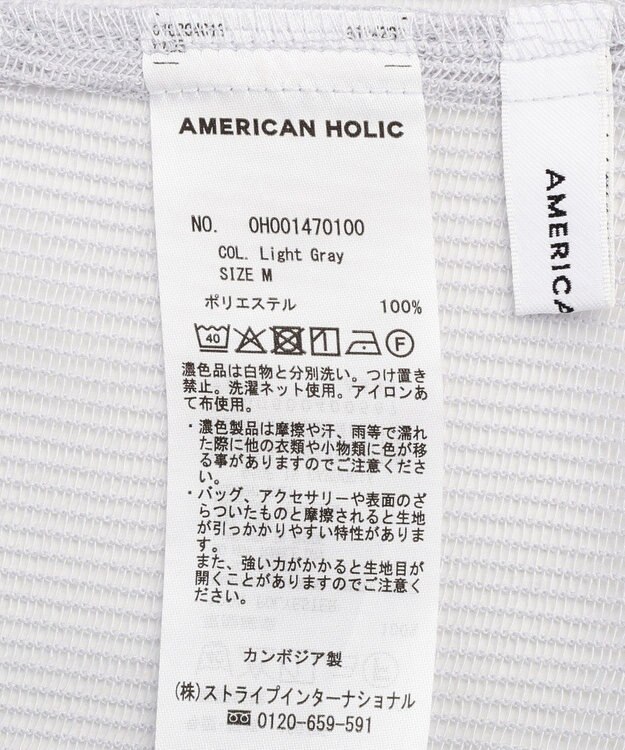 AMERICAN HOLIC
NO. OH001470100
COL. Light Gray
SIZE M
ポリエステル 100%
40
F
濃色品は白物と分別洗い。つけ置き
禁止。洗濯ネット使用。アイロンあ
て布使用。
・濃色製品は摩擦や汗、雨等で濡れ
た際に他の衣類や小物類に色が移
る事がありますのでご注意くださ
い。
・バッグ、アクセサリーや表面のざ
らついたものと摩擦されると生地
が引っかかりやすい特性がありま
す。
また、強い力がかかると生地目が
開くことがありますのでご注意く
ださい。
カンボジア製
(株)ストライプインターナショナル
0120-659-591
AMERICA